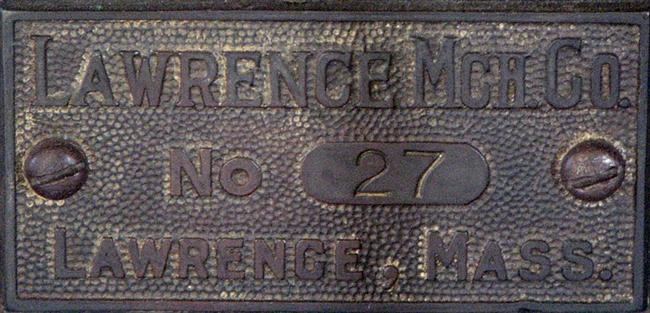 LAWRENCE MCH. CO.
No 27
LAWRENCE, MASS.